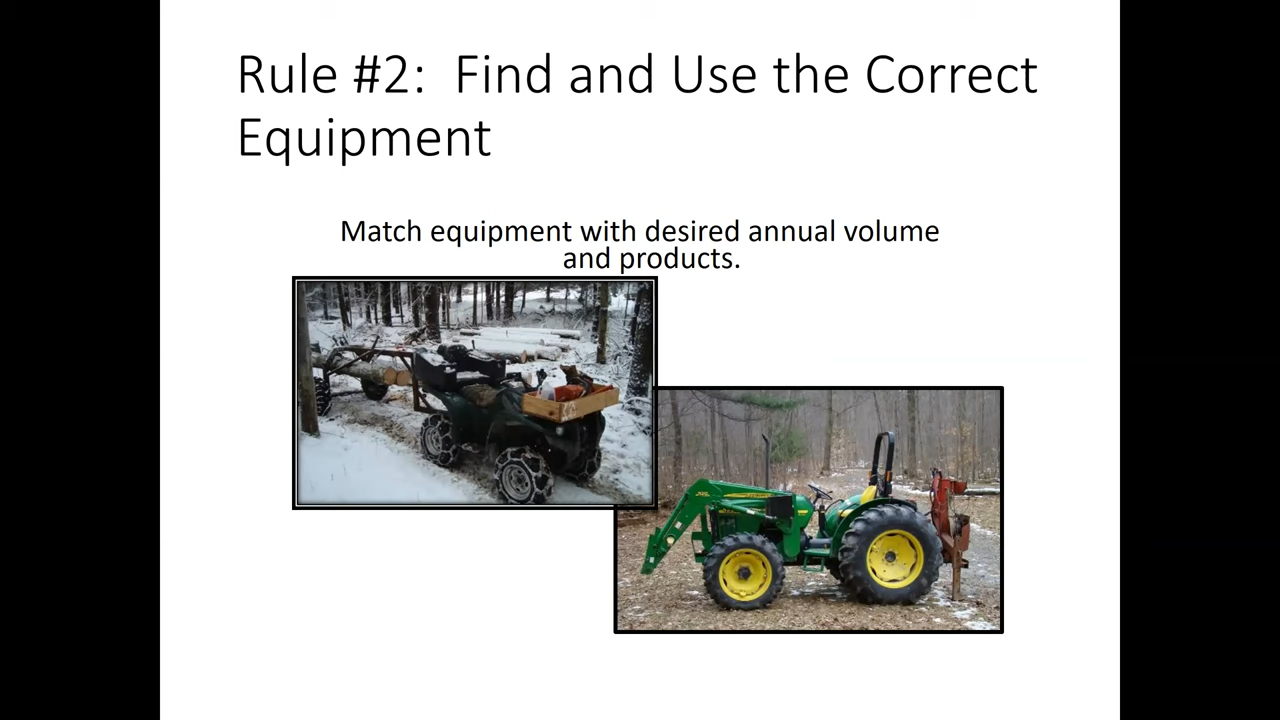 Rule #2:  Find and Use the Correct
Equipment
Match equipment with desired annual volume
and products.